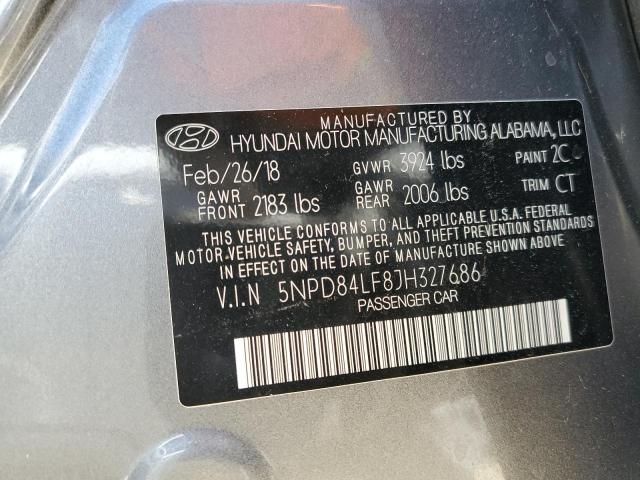 MANUFACTURED BY
HYUNDAI MOTOR MANUFACTURING ALABAMA, LLC
Feb/26/18 GVWR 3924 lbs PAINT
GAWR FRONT 2183 lbs GAWR REAR 2006 lbs TRIM CT
THIS VEHICLE CONFORMS TO ALL APPLICABLE U.S.A. FEDERAL
MOTOR-VEHICLE SAFETY, BUMPER, AND THEFT PREVENTION STANDARDS
IN EFFECT ON THE DATE OF MANUFACTURE SHOWN ABOVE.
V.I.N 5NPD84LF8JH327686
PASSENGER CAR